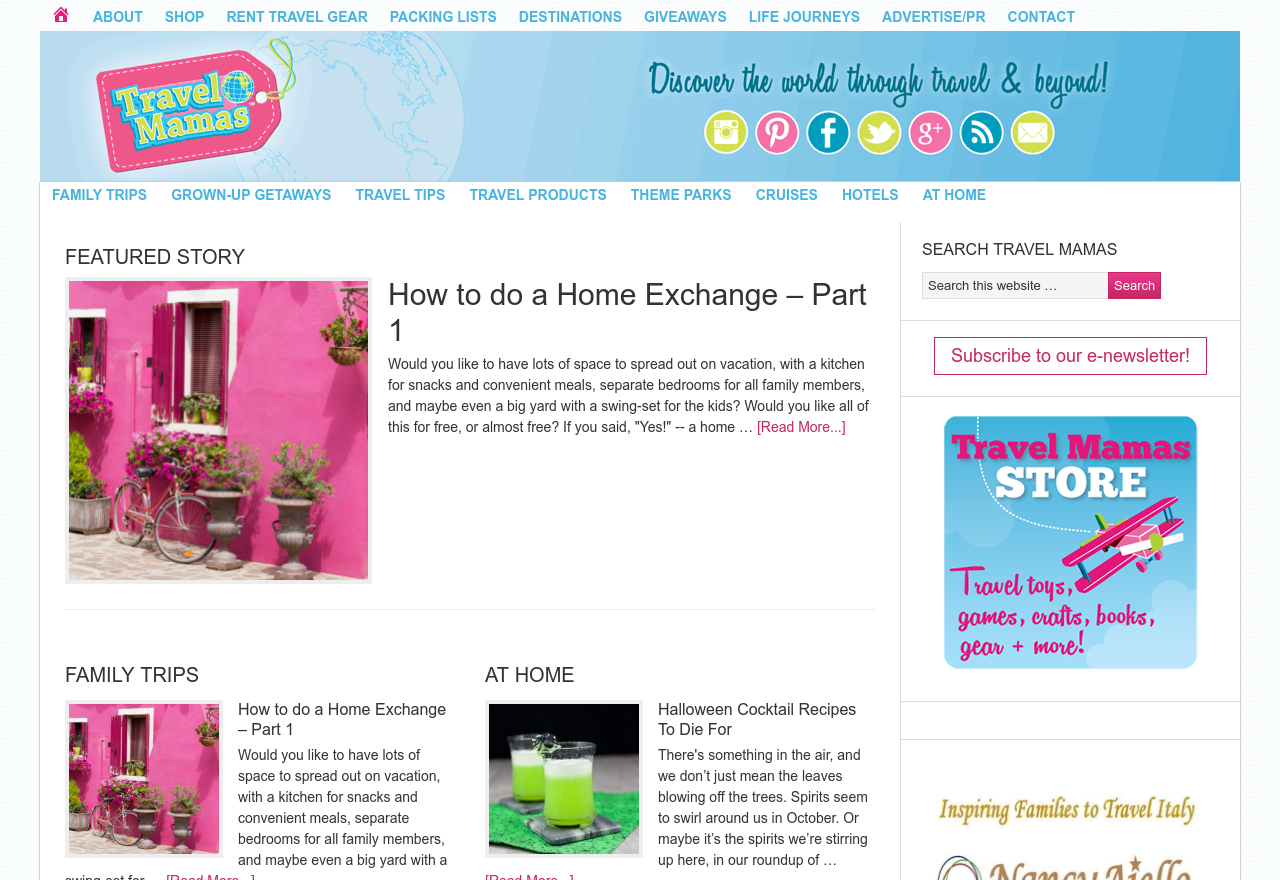 ABOUT SHOP RENT TRAVEL GEAR PACKING LISTS DESTINATIONS GIVEAWAYS LIFE JOURNEYS ADVERTISE/PR CONTACT
Travel
Mamas
Discover the world through travel & beyond!
FAMILY TRIPS GROWN-UP GETAWAYS TRAVEL TIPS TRAVEL PRODUCTS THEME PARKS CRUISES HOTELS AT HOME
FEATURED STORY
How to do a Home Exchange – Part
1
Would you like to have lots of space to spread out on vacation, with a kitchen
for snacks and convenient meals, separate bedrooms for all family members,
and maybe even a big yard with a swing-set for the kids? Would you like all of
this for free, or almost free? If you said, "Yes!" -- a home … [Read More...]
FAMILY TRIPS
How to do a Home Exchange
– Part 1
Would you like to have lots of
space to spread out on vacation,
with a kitchen for snacks and
convenient meals, separate
bedrooms for all family members,
and maybe even a big yard with a
swing-set for … [Read More...]
AT HOME
Halloween Cocktail Recipes
To Die For
There's something in the air, and
we don’t just mean the leaves
blowing off the trees. Spirits seem
to swirl around us in October. Or
maybe it’s the spirits we’re stirring
up here, in our roundup of …
[Read More...]
SEARCH TRAVEL MAMAS
Search this website … Search
Subscribe to our e-newsletter!
Travel Mamas
STORE
Travel toys,
games, crafts, books,
gear + more!
Inspiring Families to Travel Italy
Nancy Aiello